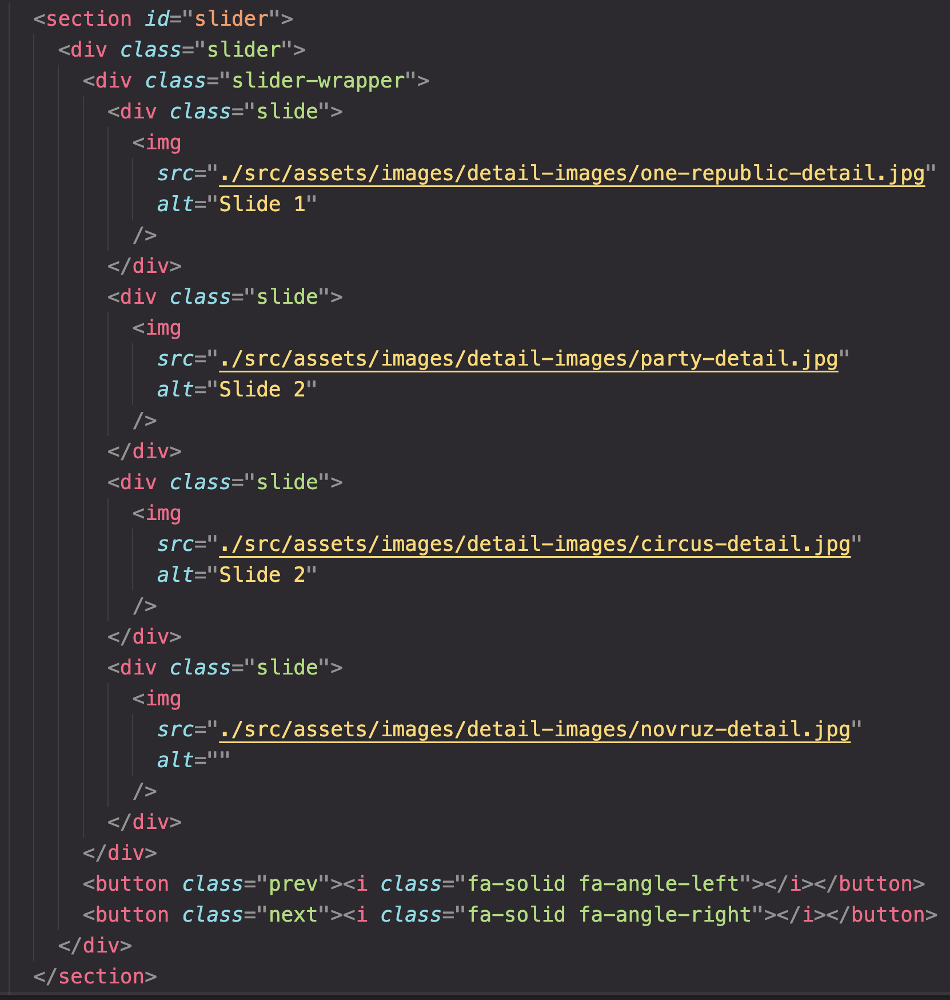 <section id="slider">
<div class="slider">
<div class="slider-wrapper">
<div class="slide">
<img
src="./src/assets/images/detail-images/one-republic-detail.jpg"
alt="Slide 1"
/>
</div>
<div class="slide">
<img
src="./src/assets/images/detail-images/party-detail.jpg"
alt="Slide 2"
/>
</div>
<div class="slide">
<img
src="./src/assets/images/detail-images/circus-detail.jpg"
alt="Slide 2"
/>
</div>
<div class="slide">
<img
src="./src/assets/images/detail-images/novruz-detail.jpg"
alt=""
/>
</div>
</div>
<button class="prev"><i class="fa-solid fa-angle-left"></i></button>
<button class="next"><i class="fa-solid fa-angle-right"></i></button>
</div>
</section>